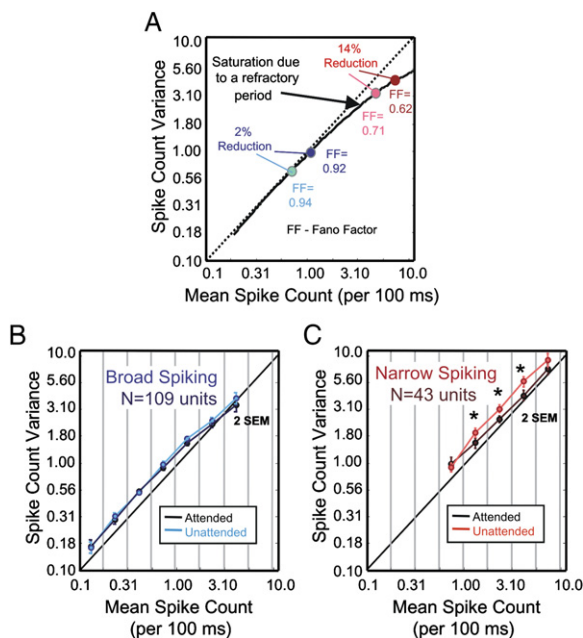 A
10.0
5.60
3.10
1.80
1.00
0.56
0.31
0.18
0.10
Spike Count Variance
Saturation due
to a refractory
period
14%
Reduction
FF=
0.62
FF=
0.71
2%
Reduction
FF=
0.92
FF=
0.94
FF - Fano Factor
0.1 0.31 1.00 3.10 10.0
Mean Spike Count (per 100 ms)
B
10.0
5.60
3.10
1.80
1.00
0.56
0.31
0.18
0.10
Spike Count Variance
Broad Spiking
N=109 units
2 SEM
Attended
Unattended
0.1 0.31 1.00 3.10 10.0
Mean Spike Count
(per 100 ms)
C
10.0
5.60
3.10
1.80
1.00
0.56
0.31
0.18
0.10
Spike Count Variance
Narrow Spiking
N=43 units
* * *
2 SEM
Attended
Unattended
0.1 0.31 1.00 3.10 10.0
Mean Spike Count
(per 100 ms)